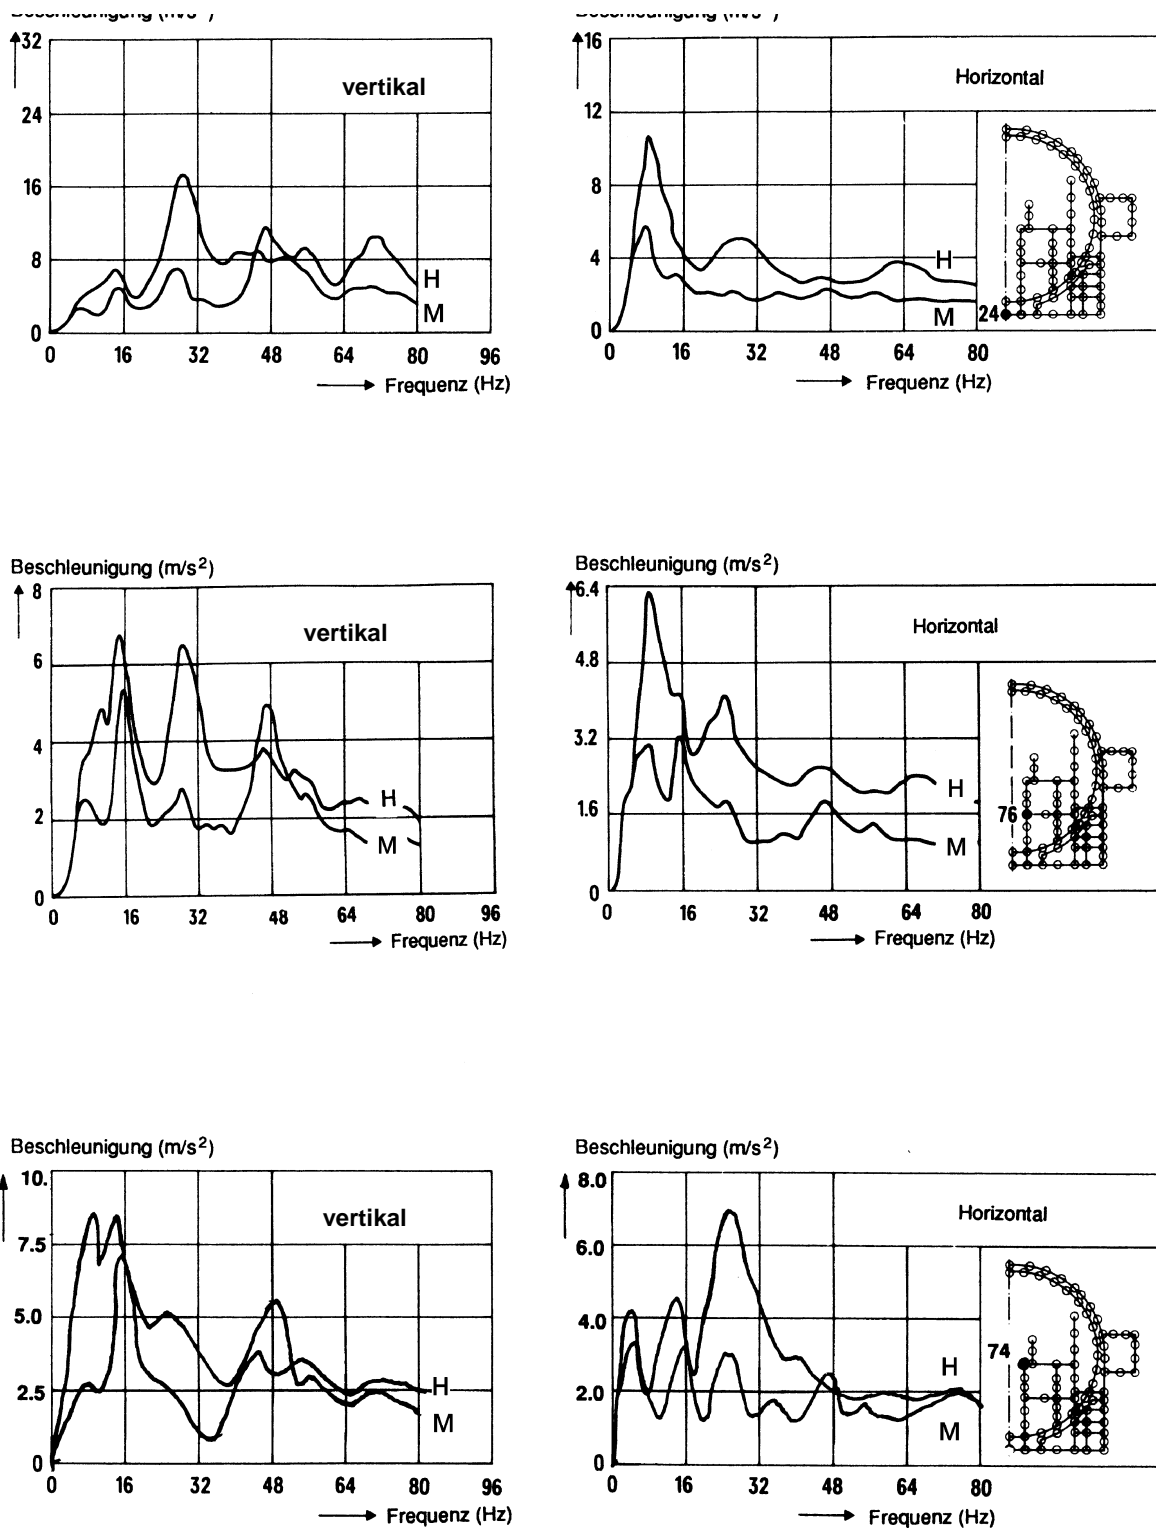 Beschleunigung (m/s²)
32
24
16
8
0
vertikal
H
M
0 16 32 48 64 80 96
Frequenz (Hz)
Beschleunigung (m/s²)
16
12
8
4
0
Horizontal
H
M
24
0 16 32 48 64 80
Frequenz (Hz)
Beschleunigung (m/s²)
8
6
4
2
0
vertikal
H
M
0 16 32 48 64 80 96
Frequenz (Hz)
Beschleunigung (m/s²)
6.4
4.8
3.2
1.6
0
Horizontal
H
M
76
0 16 32 48 64 80
Frequenz (Hz)
Beschleunigung (m/s²)
10.
7.5
5.0
2.5
0
vertikal
H
M
0 16 32 48 64 80 96
Frequenz (Hz)
Beschleunigung (m/s²)
8.0
6.0
4.0
2.0
0
Horizontal
H
M
74
0 16 32 48 64 80
Frequenz (Hz)